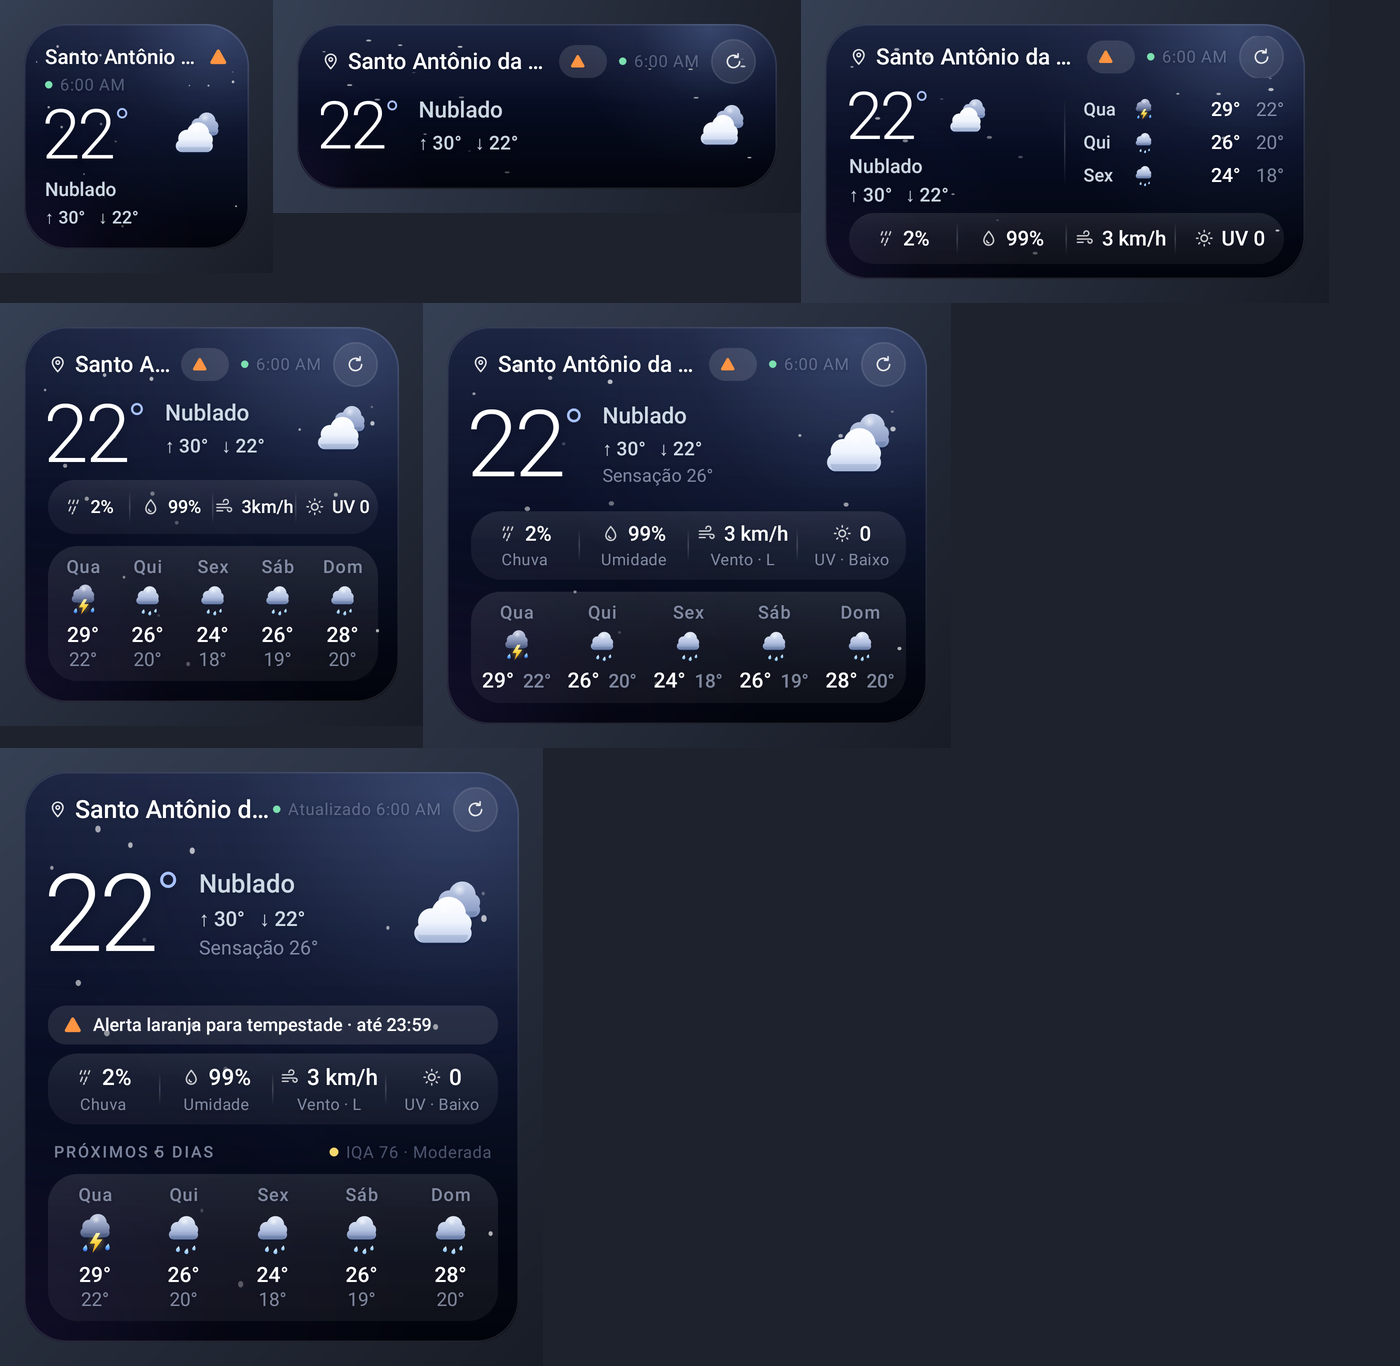 Santo Antônio ...
6:00 AM
22°
Nublado
↑ 30° ↓ 22°
Santo Antônio da ...
6:00 AM
22°
Nublado
↑ 30° ↓ 22°
Santo Antônio da ...
6:00 AM
22°
Nublado
↑ 30° ↓ 22°
Qua 29° 22°
Qui 26° 20°
Sex 24° 18°
2% 99% 3 km/h UV 0
Santo A...
6:00 AM
22°
Nublado
↑ 30° ↓ 22°
2% 99% 3km/h UV 0
Qua Qui Sex Sáb Dom
29° 26° 24° 26° 28°
22° 20° 18° 19° 20°
Santo Antônio da ...
6:00 AM
22°
Nublado
↑ 30° ↓ 22°
Sensação 26°
2% 99% 3 km/h 0
Chuva Umidade Vento · L UV · Baixo
Qua Qui Sex Sáb Dom
29° 22° 26° 20° 24° 18° 26° 19° 28° 20°
Santo Antônio d...
Atualizado 6:00 AM
22°
Nublado
↑ 30° ↓ 22°
Sensação 26°
Alerta laranja para tempestade · até 23:59
2% 99% 3 km/h 0
Chuva Umidade Vento · L UV · Baixo
PRÓXIMOS 5 DIAS
IQA 76 · Moderada
Qua Qui Sex Sáb Dom
29° 26° 24° 26° 28°
22° 20° 18° 19° 20°